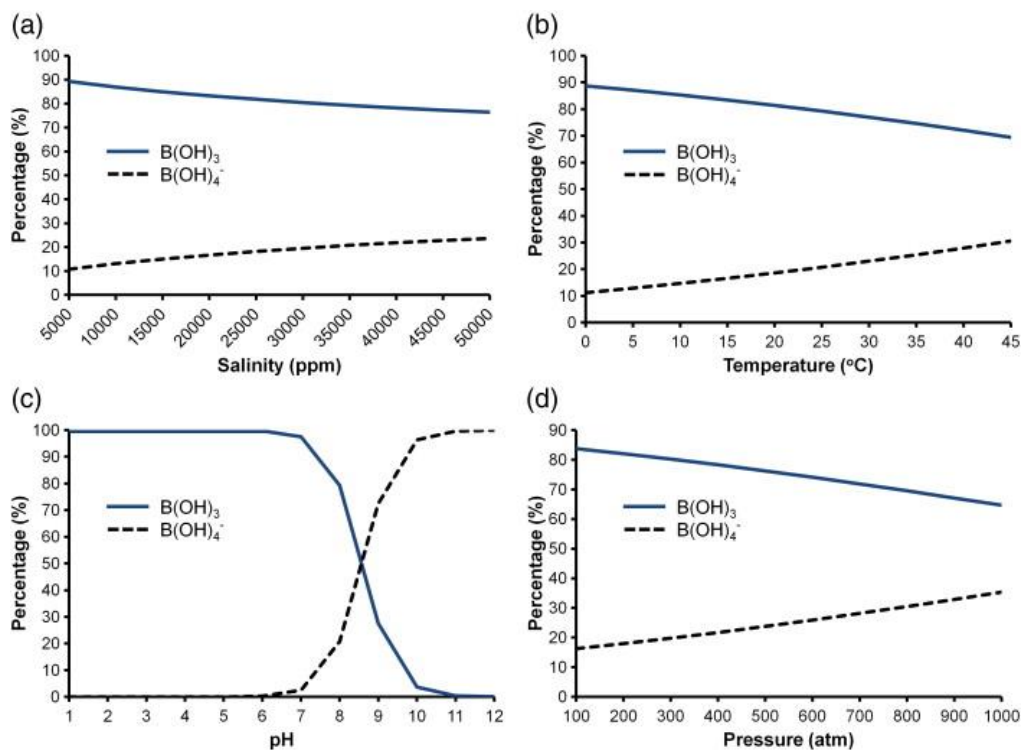 (a)
100
90
80
70
60
50
40
30
20
10
0
Percentage (%)
B(OH)₃
B(OH)₄⁻
5000
10000
15000
20000
25000
30000
35000
40000
45000
50000
Salinity (ppm)
(b)
100
90
80
70
60
50
40
30
20
10
0
Percentage (%)
B(OH)₃
B(OH)₄⁻
0 5 10 15 20 25 30 35 40 45
Temperature (ºC)
(c)
100
90
80
70
60
50
40
30
20
10
0
Percentage (%)
B(OH)₃
B(OH)₄⁻
1 2 3 4 5 6 7 8 9 10 11 12
pH
(d)
90
80
70
60
50
40
30
20
10
0
Percentage (%)
B(OH)₃
B(OH)₄⁻
100 200 300 400 500 600 700 800 900 1000
Pressure (atm)